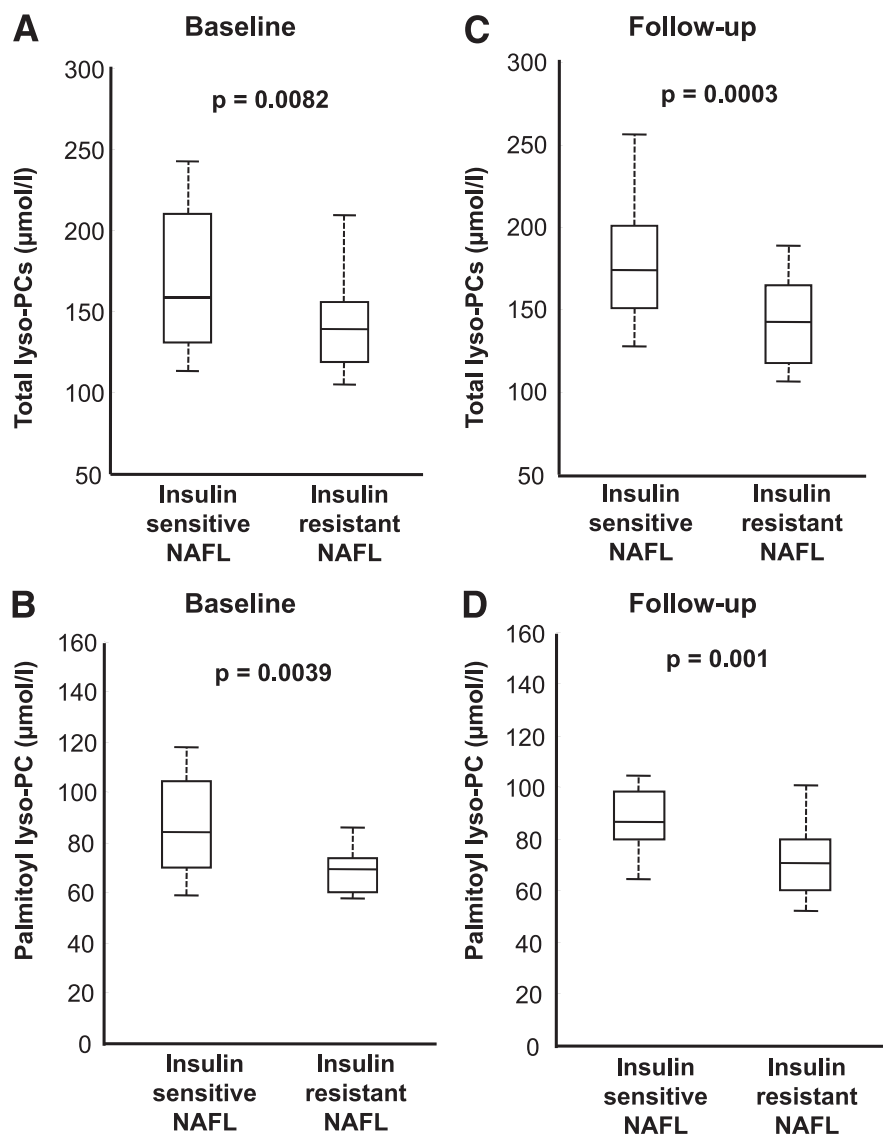 A
Baseline
300
250
200
150
100
50
Total lyso-PCs (µmol/l)
p = 0.0082
Insulin
sensitive
NAFL
Insulin
resistant
NAFL
C
Follow-up
300
250
200
150
100
50
Total lyso-PCs (µmol/l)
p = 0.0003
Insulin
sensitive
NAFL
Insulin
resistant
NAFL
B
Baseline
160
140
120
100
80
60
40
20
0
Palmitoyl lyso-PC (µmol/l)
p = 0.0039
Insulin
sensitive
NAFL
Insulin
resistant
NAFL
D
Follow-up
160
140
120
100
80
60
40
20
0
Palmitoyl lyso-PC (µmol/l)
p = 0.001
Insulin
sensitive
NAFL
Insulin
resistant
NAFL